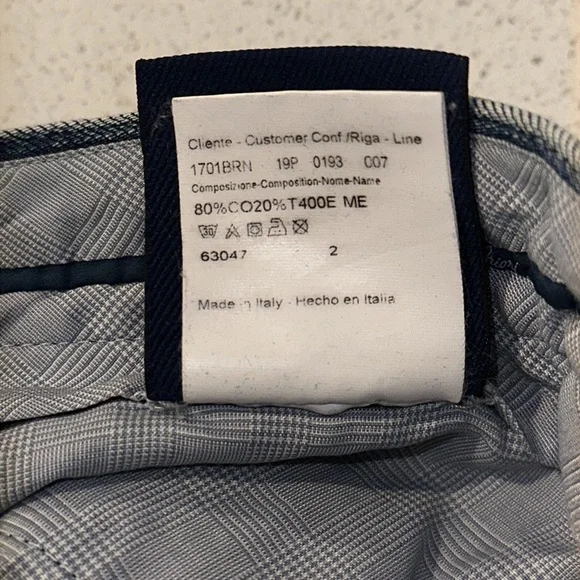 Cliente - Customer Conf./Riga - Line
1701BRN 19P 0193 007
Composizione-Composition-Nome-Name
80%CO20%T400E ME
30
63047 2
Made in Italy - Hecho en Italia